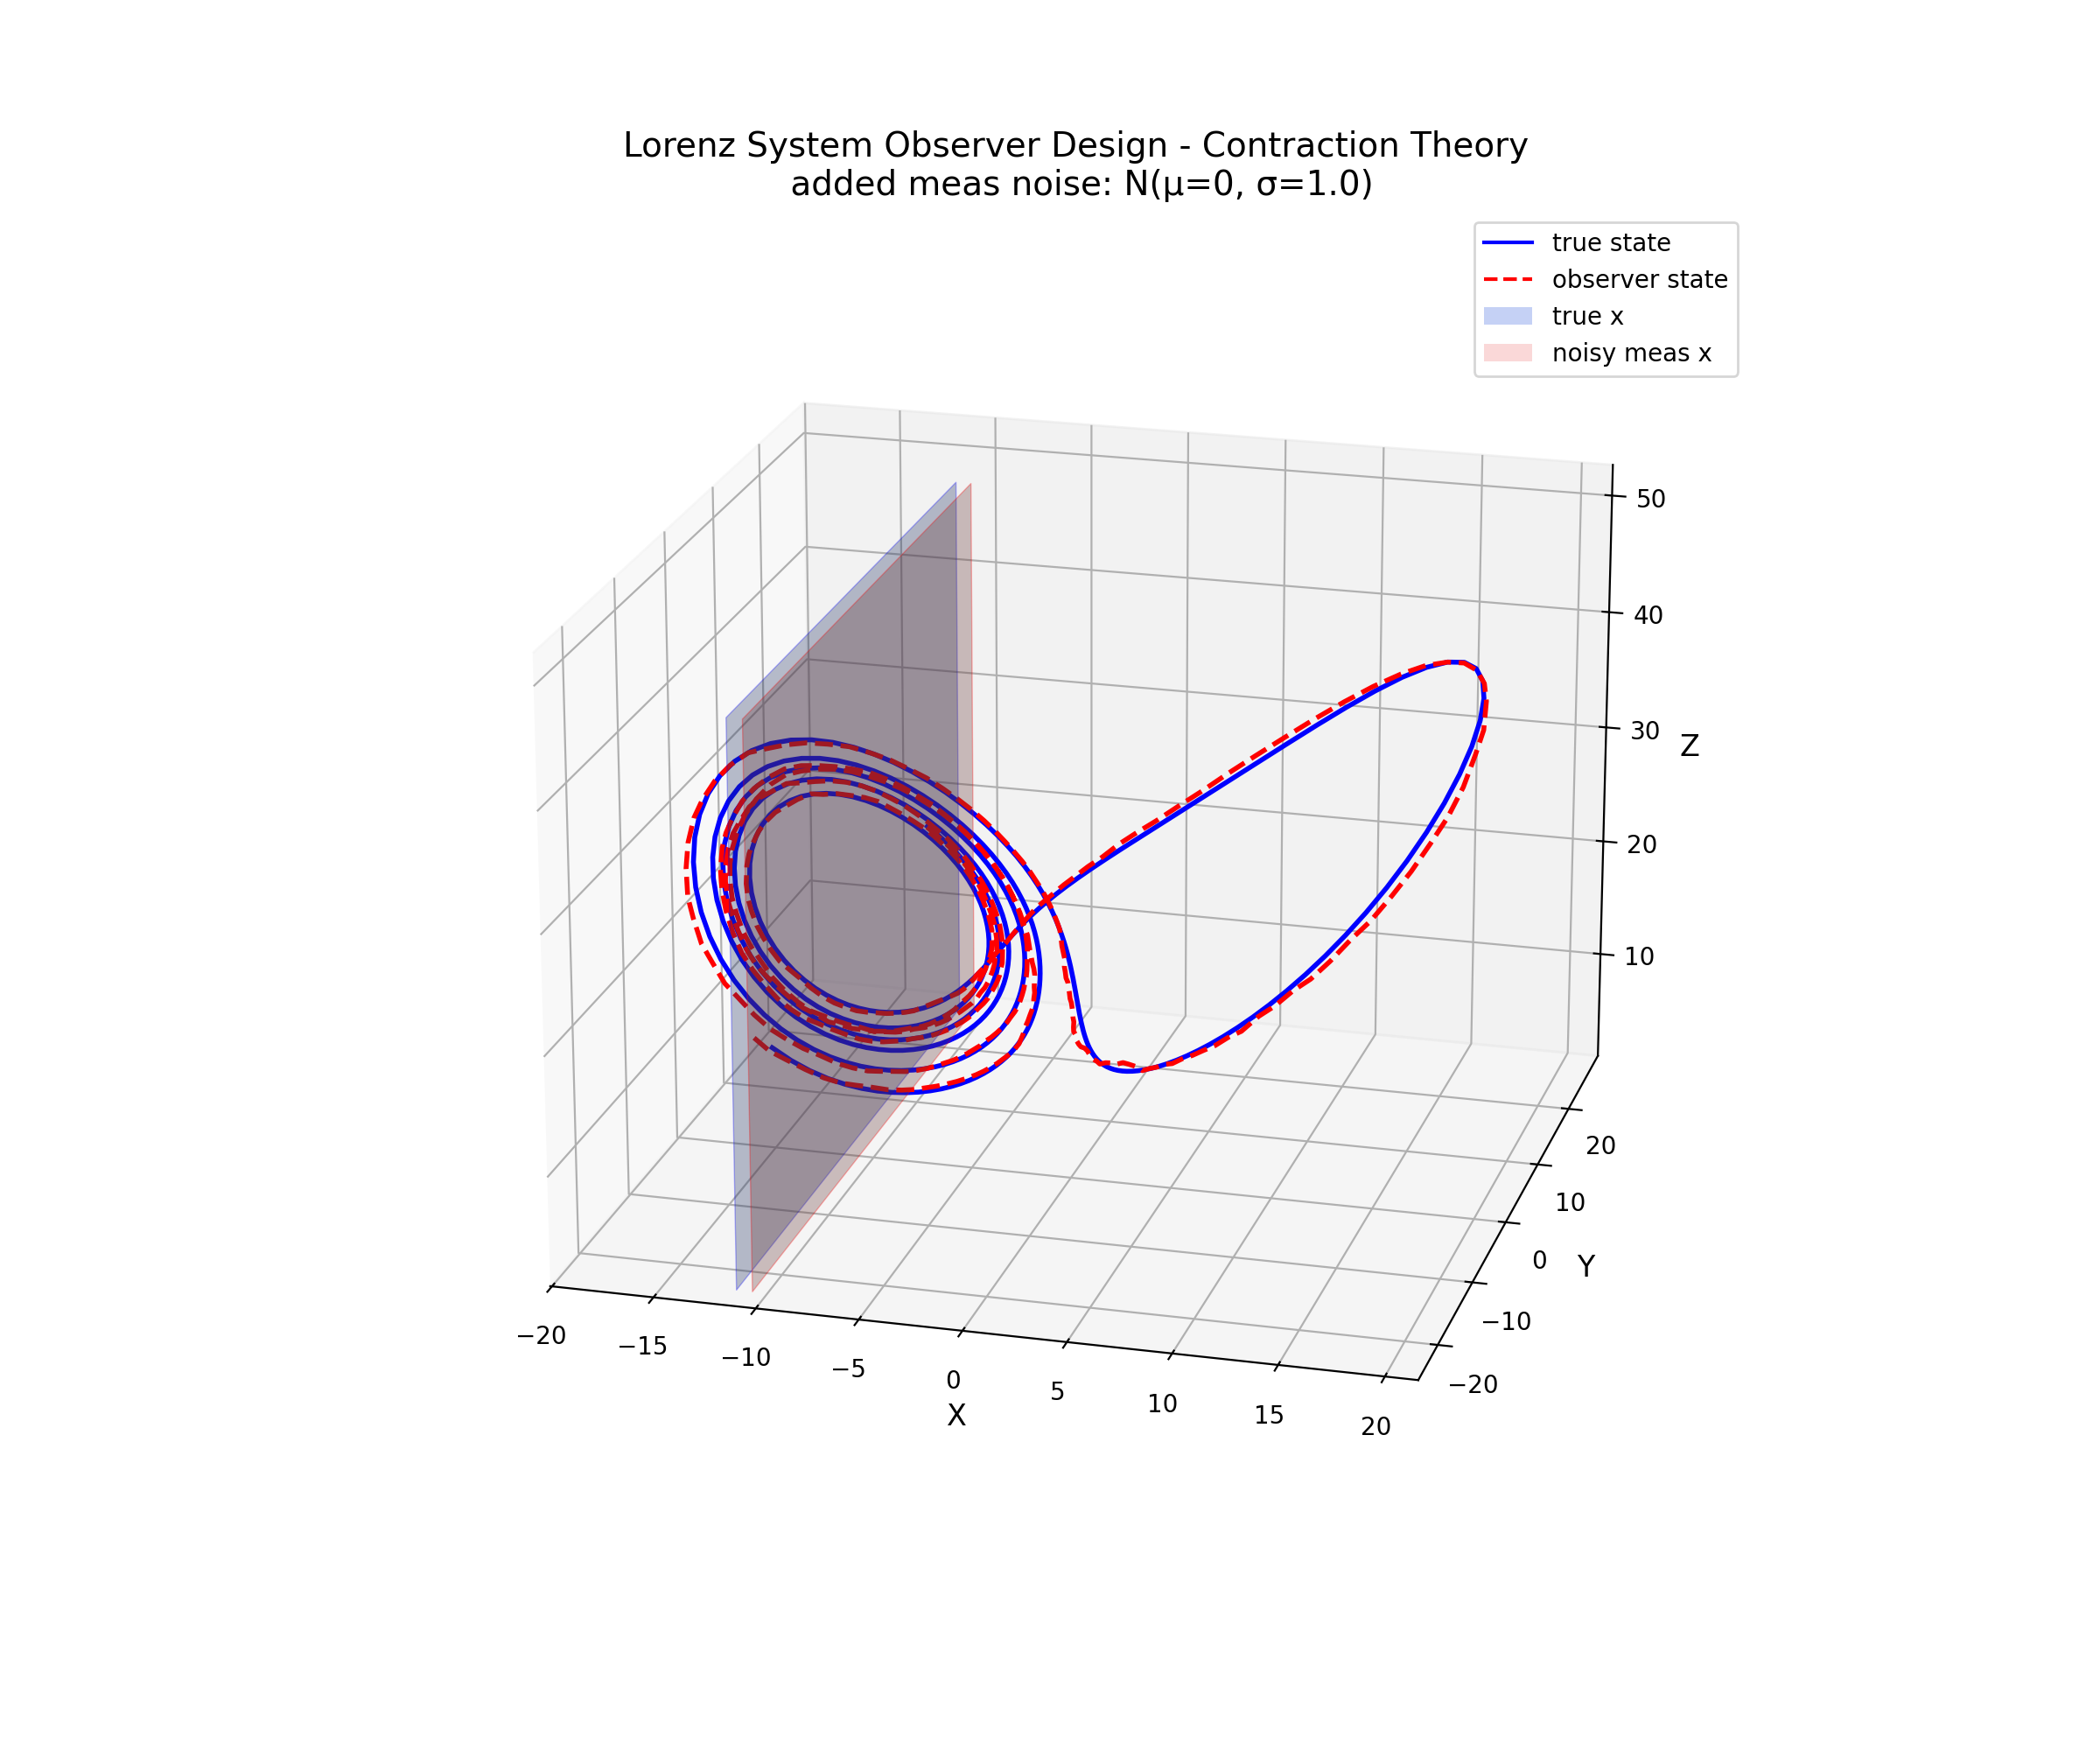 Lorenz System Observer Design - Contraction Theory
added meas noise: N(μ=0, σ=1.0)
true state
observer state
true x
noisy meas x
50
40
30
Z
20
10
20
10
0
Y
−10
−20
−20
−15
−10
−5
0
5
10
15
20
X